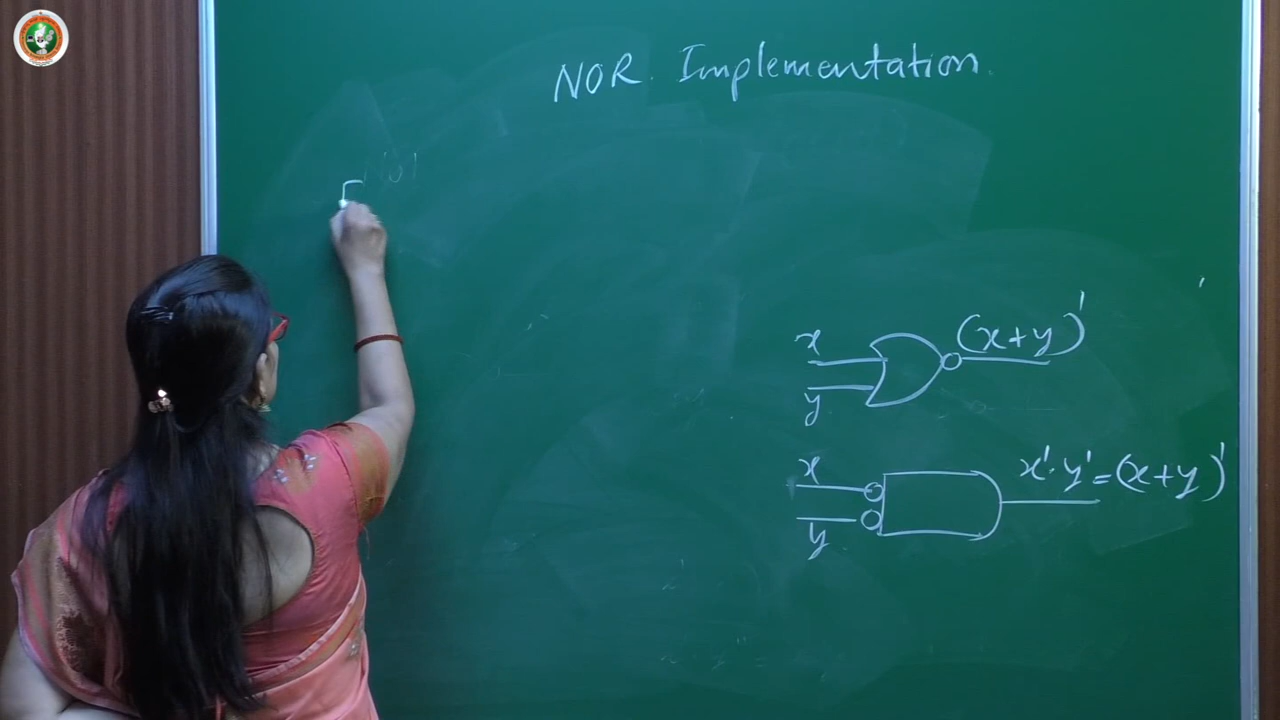 NOR. Implementation.
x
(x+y)'
y
x
x'. y' = (x+y)'
y